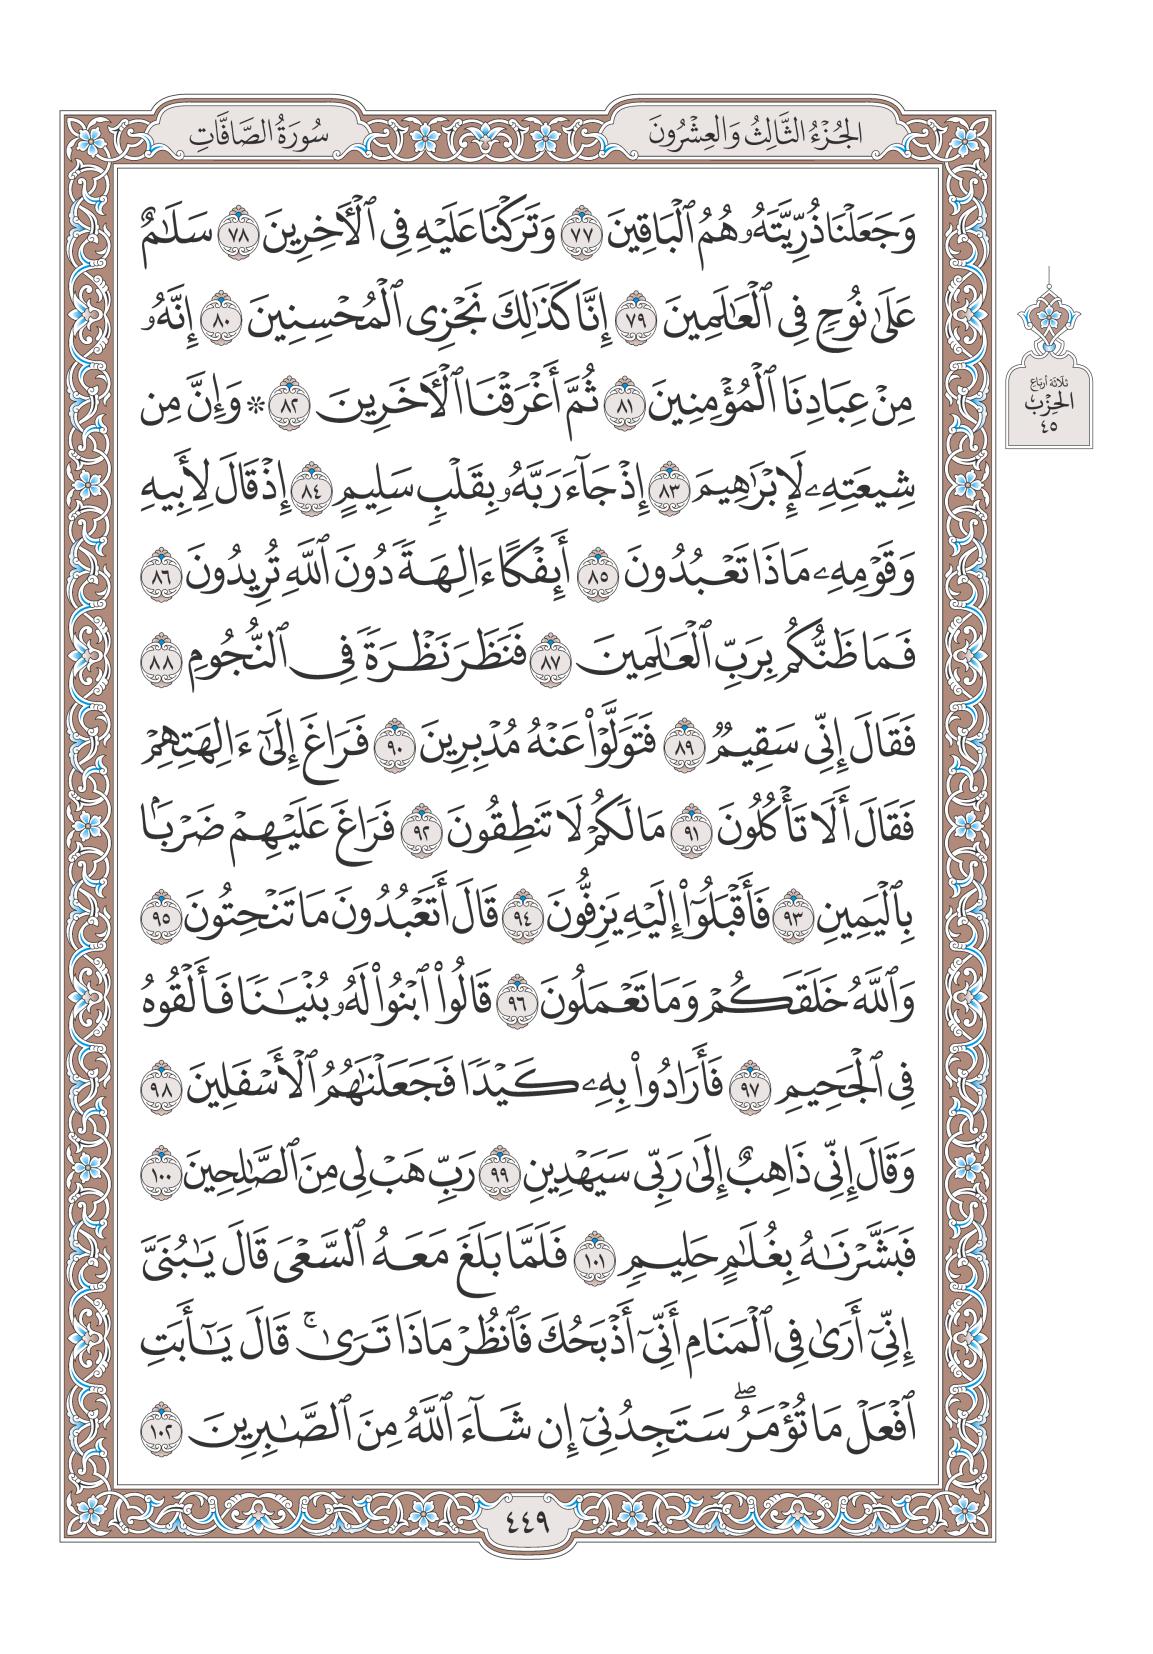 الجُزْءُ الثَّالِثُ وَالعِشْرُونَ
سُورَةُ الصَّافَّاتِ
وَجَعَلْنَا ذُرِّيَّتَهُۥ هُمُ ٱلْبَاقِينَ ٧٧ وَتَرَكْنَا عَلَيْهِ فِى ٱلْأَخِرِينَ ٧٨ سَلَٰمٌ
عَلَىٰ نُوحٍ فِى ٱلْعَٰلَمِينَ ٧٩ إِنَّا كَذَٰلِكَ نَجْزِى ٱلْمُحْسِنِينَ ٨٠ إِنَّهُۥ
مِنْ عِبَادِنَا ٱلْمُؤْمِنِينَ ٨١ ثُمَّ أَغْرَقْنَا ٱلْأَخَرِينَ ٨٢ * وَإِنَّ مِن
شِيعَتِهِۦ لَإِبْرَٰهِيمَ ٨٣ إِذْ جَآءَ رَبَّهُۥ بِقَلْبٍ سَلِيمٍ ٨٤ إِذْ قَالَ لِأَبِيهِ
وَقَوْمِهِۦ مَاذَا تَعْبُدُونَ ٨٥ أَئِفْكًا ءَالِهَةً دُونَ ٱللَّهِ تُرِيدُونَ ٨٦
فَمَا ظَنُّكُم بِرَبِّ ٱلْعَٰلَمِينَ ٨٧ فَنَظَرَ نَظْرَةً فِى ٱلنُّجُومِ ٨٨
فَقَالَ إِنِّى سَقِيمٌ ٨٩ فَتَوَلَّوْا۟ عَنْهُ مُدْبِرِينَ ٩٠ فَرَاغَ إِلَىٰٓ ءَالِهَتِهِمْ
فَقَالَ أَلَا تَأْكُلُونَ ٩١ مَا لَكُمْ لَا تَنطِقُونَ ٩٢ فَرَاغَ عَلَيْهِمْ ضَرْبًۢا
بِٱلْيَمِينِ ٩٣ فَأَقْبَلُوٓا۟ إِلَيْهِ يَزِفُّونَ ٩٤ قَالَ أَتَعْبُدُونَ مَا تَنْحِتُونَ ٩٥
وَٱللَّهُ خَلَقَكُمْ وَمَا تَعْمَلُونَ ٩٦ قَالُوا۟ ٱبْنُوا۟ لَهُۥ بُنْيَٰنًا فَأَلْقُوهُ
فِى ٱلْجَحِيمِ ٩٧ فَأَرَادُوا۟ بِهِۦ كَيْدًا فَجَعَلْنَٰهُمُ ٱلْأَسْفَلِينَ ٩٨
وَقَالَ إِنِّى ذَاهِبٌ إِلَىٰ رَبِّى سَيَهْدِينِ ٩٩ رَبِّ هَبْ لِى مِنَ ٱلصَّٰلِحِينَ ١٠٠
فَبَشَّرْنَٰهُ بِغُلَٰمٍ حَلِيمٍ ١٠١ فَلَمَّا بَلَغَ مَعَهُ ٱلسَّعْىَ قَالَ يَٰبُنَىَّ
إِنِّىٓ أَرَىٰ فِى ٱلْمَنَامِ أَنِّىٓ أَذْبَحُكَ فَٱنظُرْ مَاذَا تَرَىٰ ۚ قَالَ يَٰٓأَبَتِ
ٱفْعَلْ مَا تُؤْمَرُ ۖ سَتَجِدُنِىٓ إِن شَآءَ ٱللَّهُ مِنَ ٱلصَّٰبِرِينَ ١٠٢
ثلاثة أرباع
الحِزْب
٤٥
٤٤٩